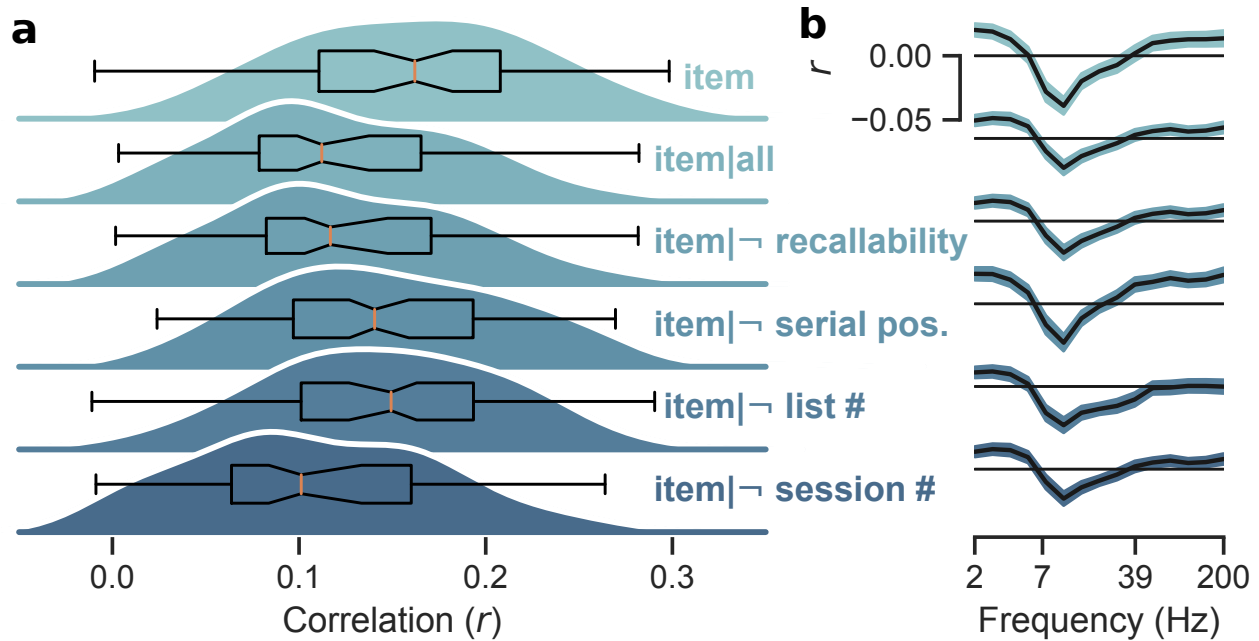 a
item
item|all
item|¬ recallability
item|¬ serial pos.
item|¬ list #
item|¬ session #
0.0 0.1 0.2 0.3
Correlation (r)
b
r
0.00
−0.05
2 7 39 200
Frequency (Hz)